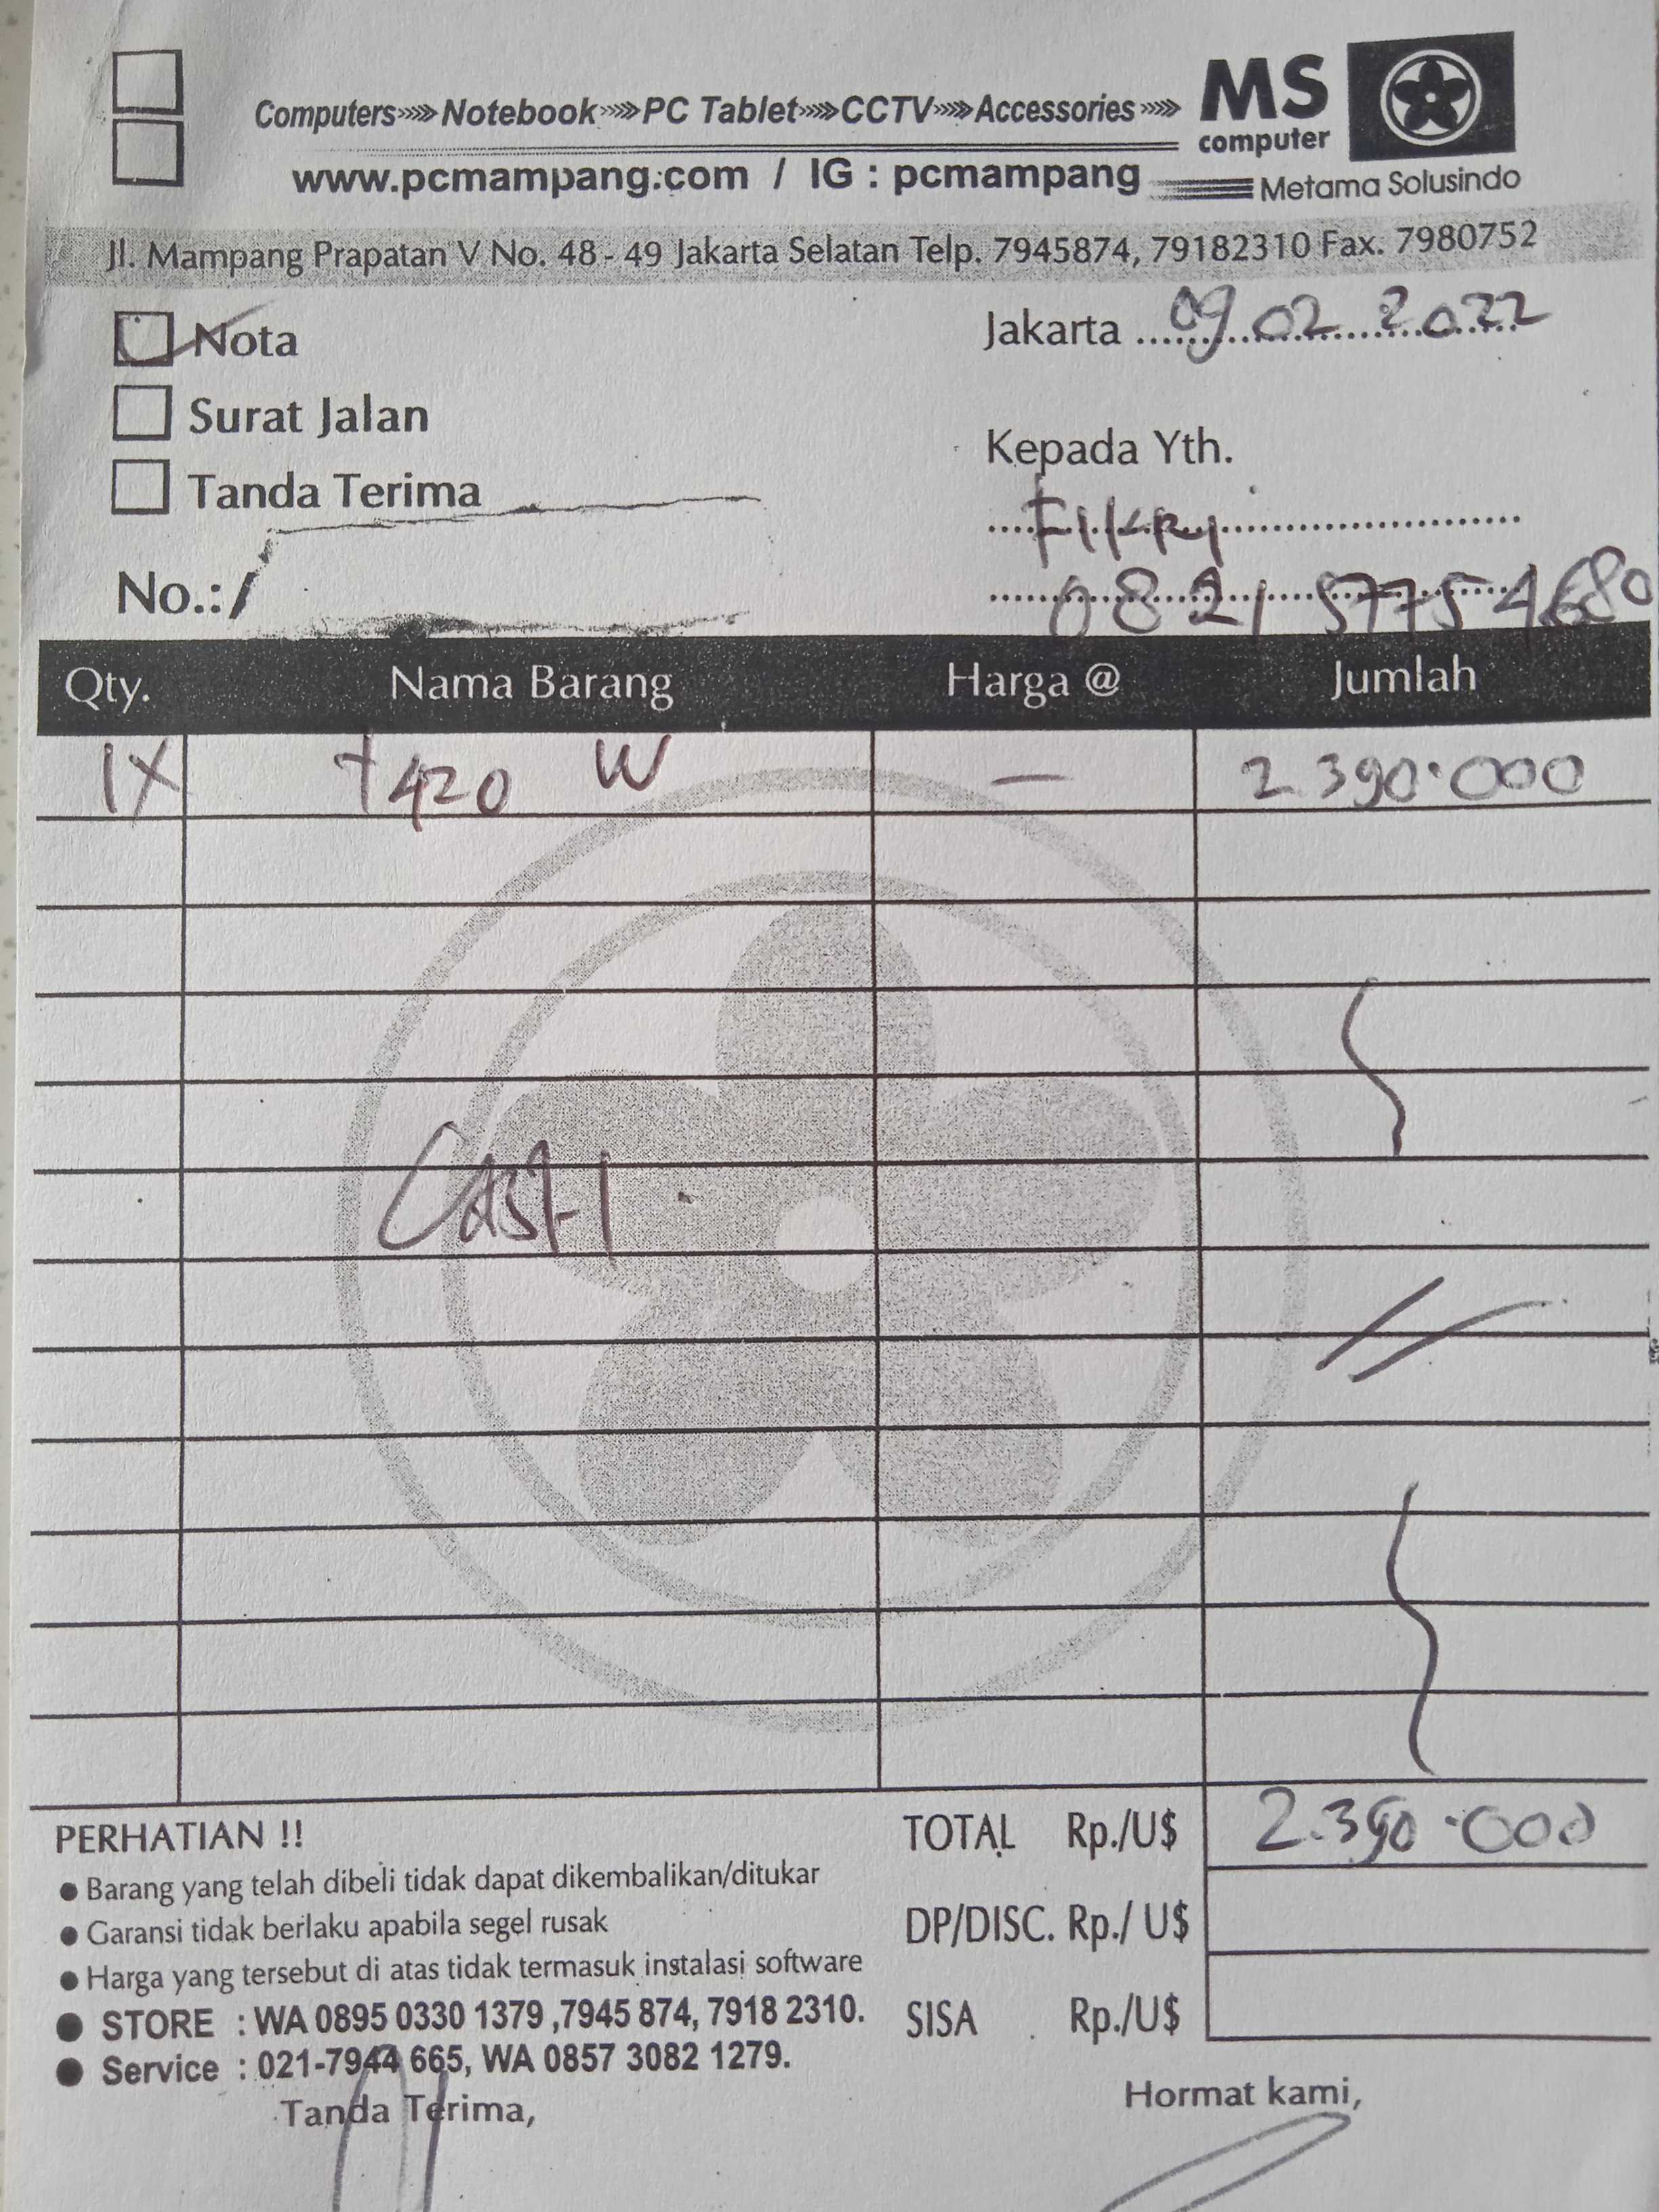 Computers»»»Notebook»»»PC Tablet»»»CCTV»»»Accessories»»»
MS
computer
www.pcmampang.com / IG : pcmampang
Metama Solusindo
Jl. Mampang Prapatan V No. 48 - 49 Jakarta Selatan Telp. 7945874, 79182310 Fax. 7980752
Nota
Jakarta 09.02.2022
Surat Jalan
Kepada Yth.
Tanda Terima
Fikry
No.:/
0821 5775 4680
Qty. Nama Barang Harga @ Jumlah
1X T420 W — 2.390.000
CASH
PERHATIAN !!
TOTAL Rp./U$ 2.390.000
● Barang yang telah dibeli tidak dapat dikembalikan/ditukar
● Garansi tidak berlaku apabila segel rusak
DP/DISC. Rp./ U$
● Harga yang tersebut di atas tidak termasuk instalasi software
● STORE : WA 0895 0330 1379 ,7945 874, 7918 2310.
SISA Rp./U$
● Service : 021-7944 665, WA 0857 3082 1279.
Tanda Terima,
Hormat kami,